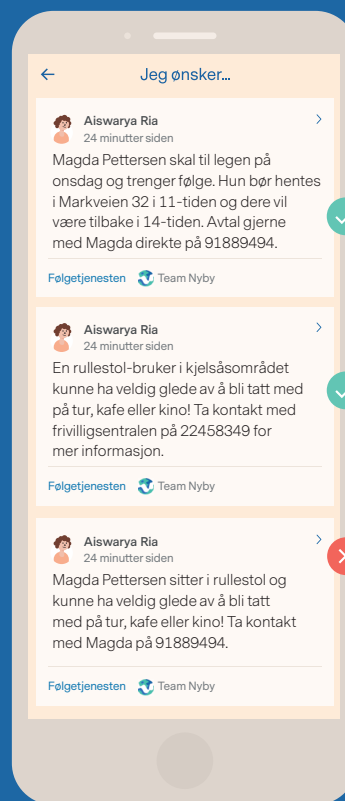 Jeg ønsker...
Aiswarya Ria
24 minutter siden
Magda Pettersen skal til legen på
onsdag og trenger følge. Hun bør hentes
i Markveien 32 i 11-tiden og dere vil
være tilbake i 14-tiden. Avtal gjerne
med Magda direkte på 91889494.
Følgetjenesten Team Nyby
Aiswarya Ria
24 minutter siden
En rullestol-bruker i kjelsåsområdet
kunne ha veldig glede av å bli tatt med
på tur, kafe eller kino! Ta kontakt med
frivilligsentralen på 22458349 for
mer informasjon.
Følgetjenesten Team Nyby
Aiswarya Ria
24 minutter siden
Magda Pettersen sitter i rullestol og
kunne ha veldig glede av å bli tatt
med på tur, kafe eller kino! Ta kontakt
med Magda på 91889494.
Følgetjenesten Team Nyby